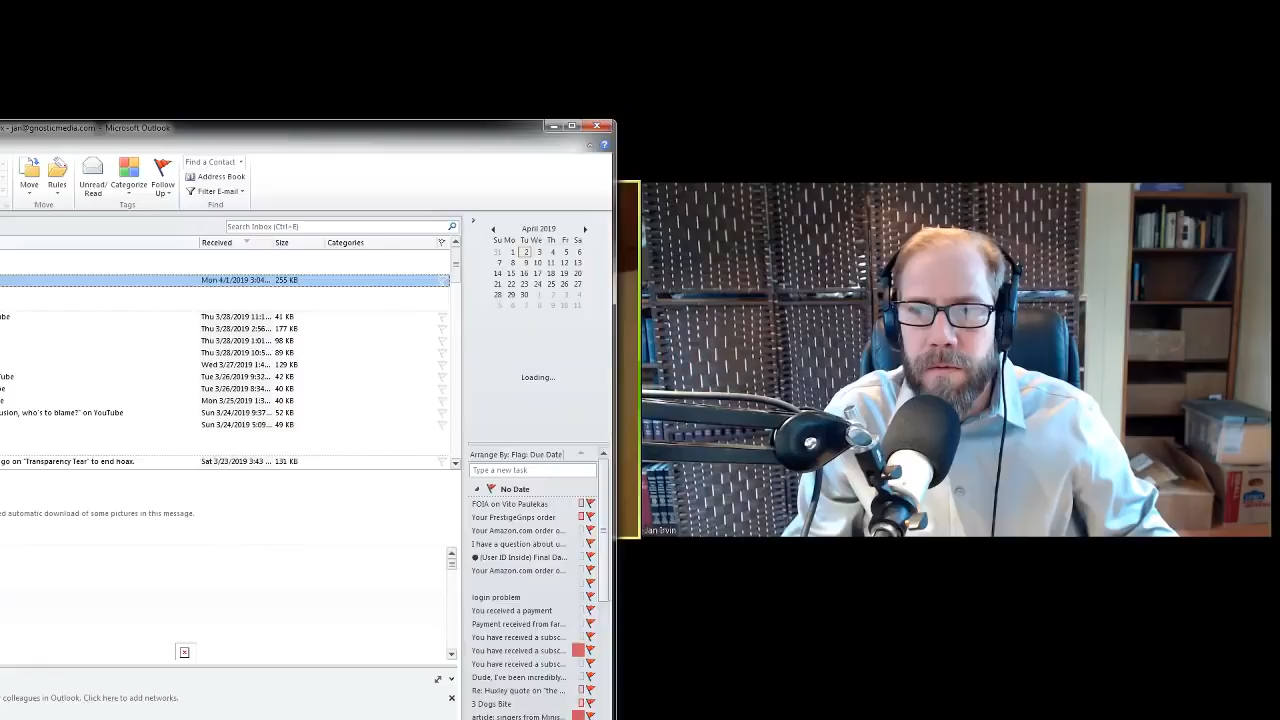 x - jan@gnosticmedia.com - Microsoft Outlook
Move
Rules
Unread/
Read
Categorize
Follow
Up
Find a Contact
Address Book
Filter E-mail
Move
Tags
Find
Search Inbox (Ctrl+E)
Received
Size
Categories
Mon 4/1/2019 3:04... 255 KB
be Thu 3/28/2019 11:1... 41 KB
Thu 3/28/2019 2:56... 177 KB
Thu 3/28/2019 1:01... 98 KB
Thu 3/28/2019 10:5... 89 KB
Wed 3/27/2019 1:4... 129 KB
Tube Tue 3/26/2019 9:32... 42 KB
be Tue 3/26/2019 8:34... 40 KB
e Mon 3/25/2019 1:3... 40 KB
usion, who's to blame?" on YouTube Sun 3/24/2019 9:37... 52 KB
Sun 3/24/2019 5:09... 49 KB
go on "Transparency Tear" to end hoax. Sat 3/23/2019 3:43 ... 131 KB
ed automatic download of some pictures in this message.
colleagues in Outlook. Click here to add networks.
April 2019
Su Mo Tu We Th Fr Sa
31 1 2 3 4 5 6
7 8 9 10 11 12 13
14 15 16 17 18 19 20
21 22 23 24 25 26 27
28 29 30 1 2 3 4
5 6 7 8 9 10 11
Loading...
Arrange By: Flag: Due Date
Type a new task
No Date
FOIA on Vito Paulekas
Your PrestigeGrips order
Your Amazon.com order o...
I have a question about u...
(User ID Inside) Final Da...
Your Amazon.com order o...
login problem
You received a payment
Payment received from far...
You have received a subsc...
You have received a subsc...
You have received a subsc...
Dude, I've been incredibly...
Re: Huxley quote on "the ...
3 Dogs Bite
article: singers from Minis...
Jan Irvin